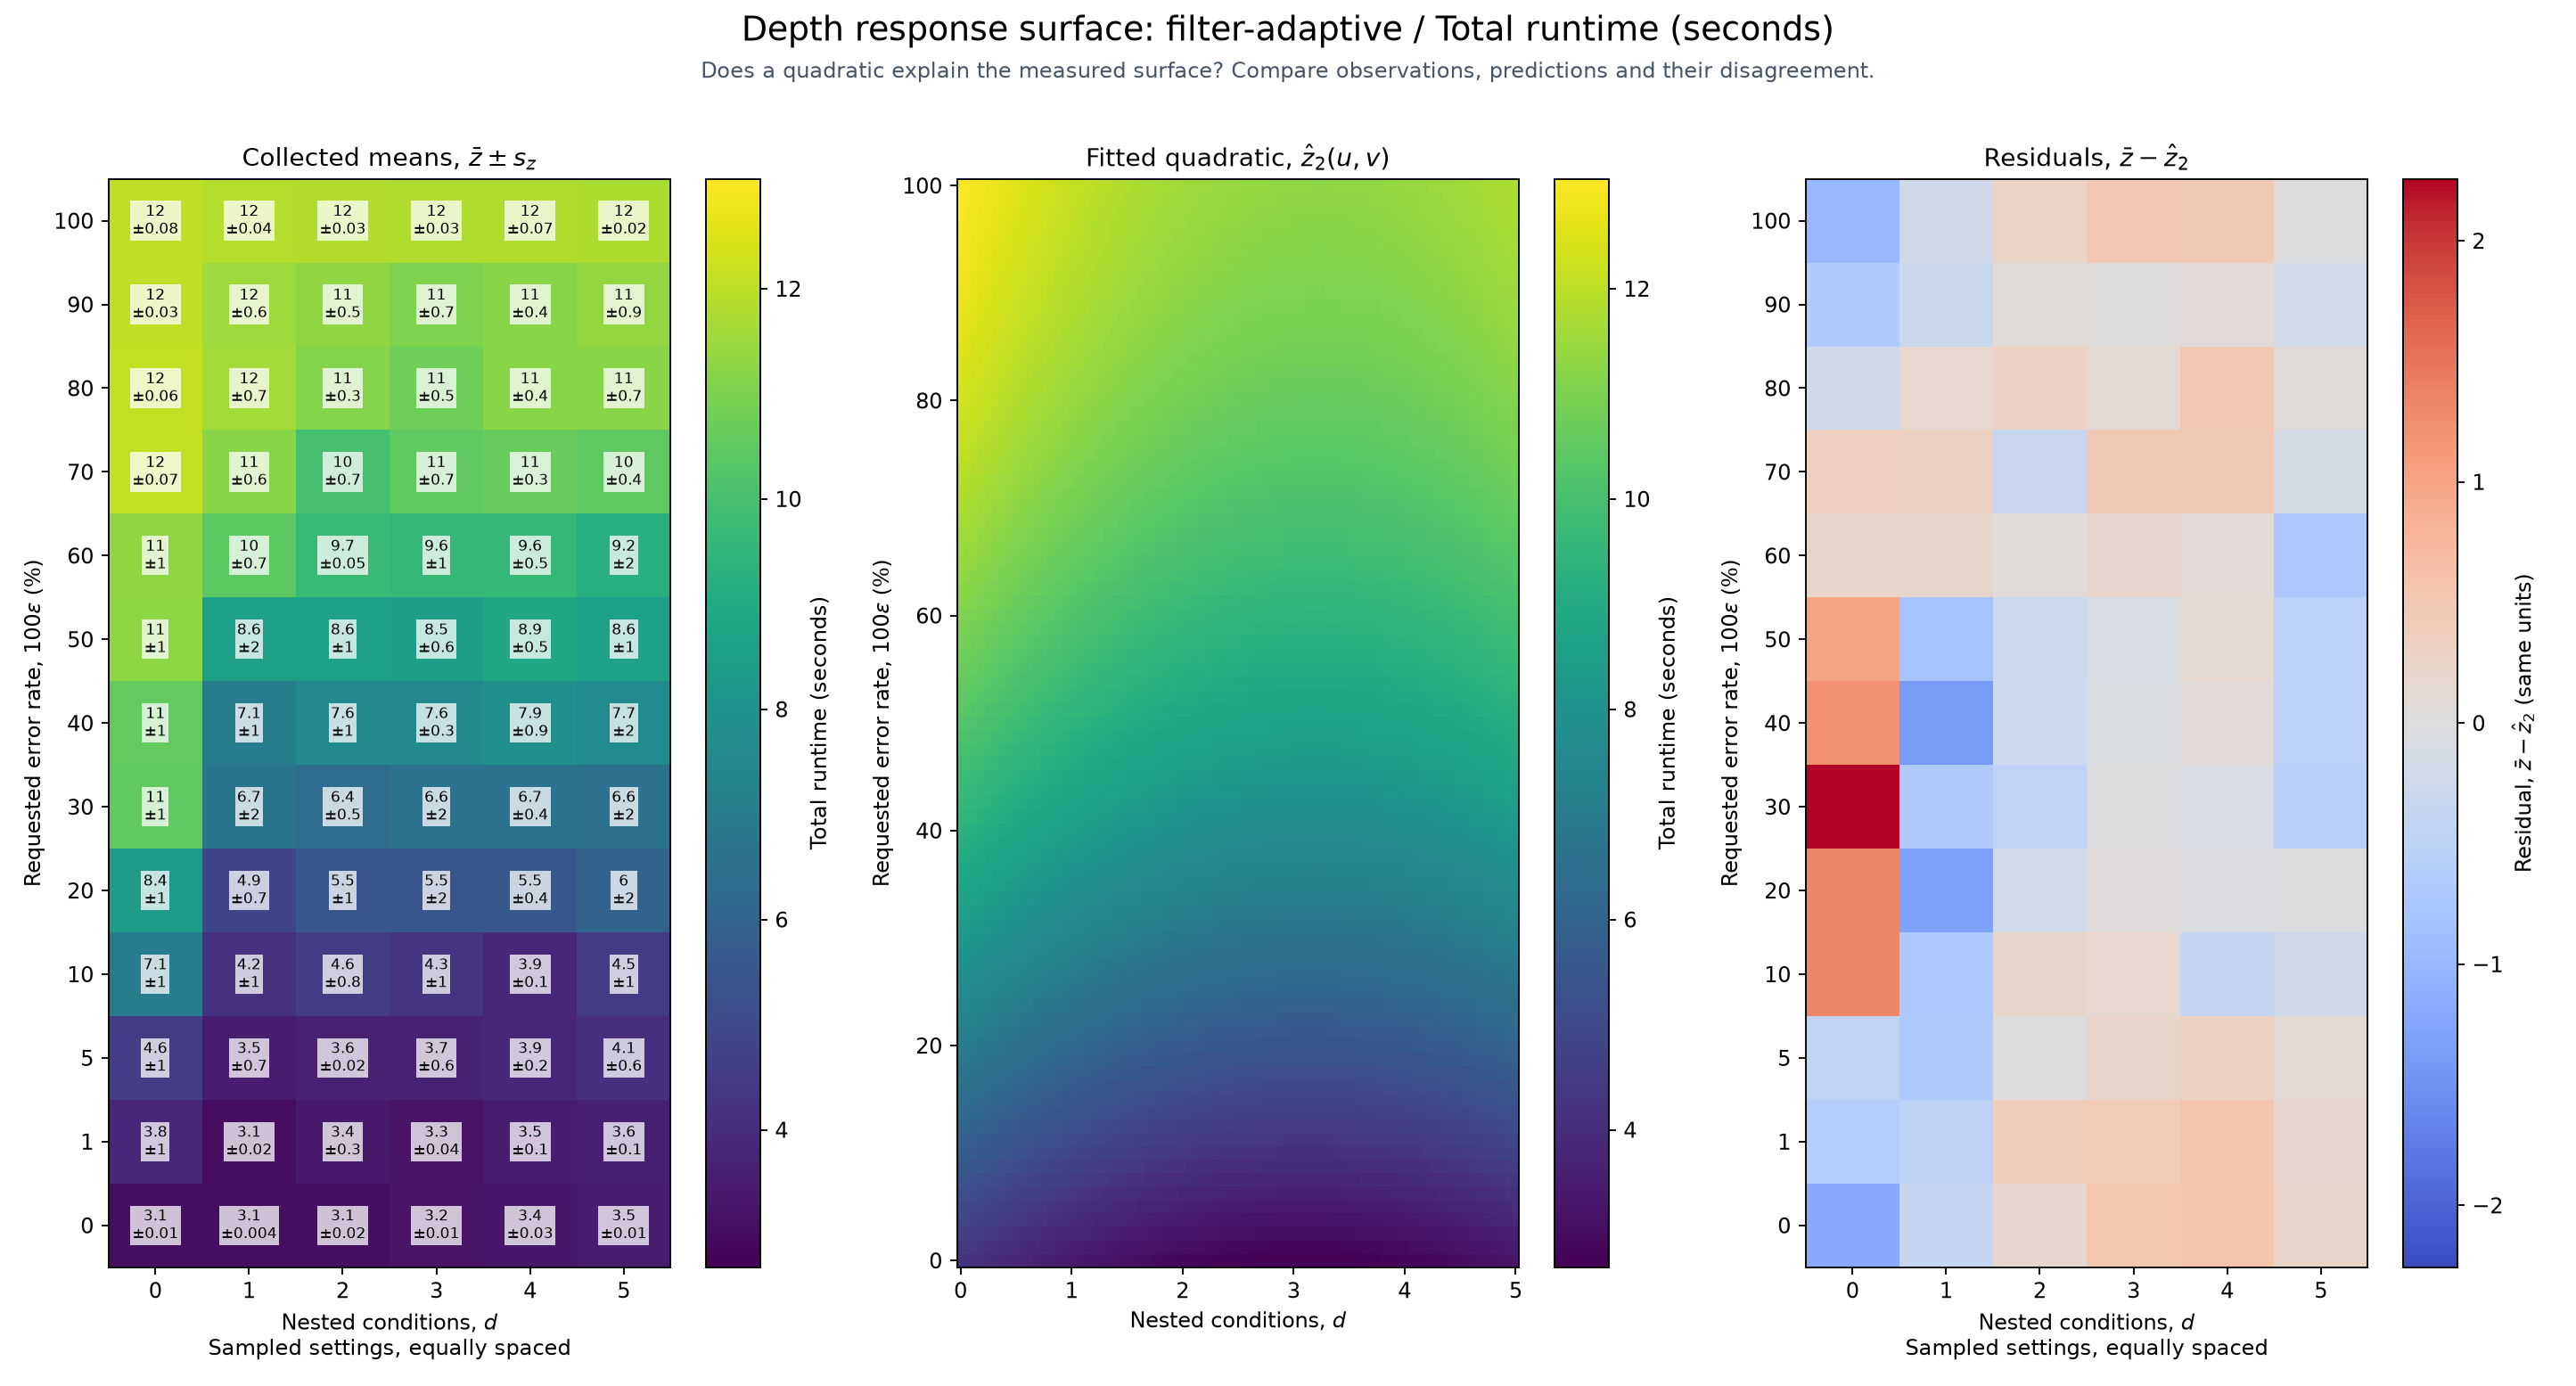 Depth response surface: filter-adaptive / Total runtime (seconds)
Does a quadratic explain the measured surface? Compare observations, predictions and their disagreement.
Collected means, z̄ ± s_z
Requested error rate, 100ε (%)
100
12 12 12 12 12 12
±0.08 ±0.04 ±0.03 ±0.03 ±0.07 ±0.02
90
12 12 11 11 11 11
±0.03 ±0.6 ±0.5 ±0.7 ±0.4 ±0.9
80
12 12 11 11 11 11
±0.06 ±0.7 ±0.3 ±0.5 ±0.4 ±0.7
70
12 11 10 11 11 10
±0.07 ±0.6 ±0.7 ±0.7 ±0.3 ±0.4
60
11 10 9.7 9.6 9.6 9.2
±1 ±0.7 ±0.05 ±1 ±0.5 ±2
50
11 8.6 8.6 8.5 8.9 8.6
±1 ±2 ±1 ±0.6 ±0.5 ±1
40
11 7.1 7.6 7.6 7.9 7.7
±1 ±1 ±1 ±0.3 ±0.9 ±2
30
11 6.7 6.4 6.6 6.7 6.6
±1 ±2 ±0.5 ±2 ±0.4 ±2
20
8.4 4.9 5.5 5.5 5.5 6
±1 ±0.7 ±1 ±2 ±0.4 ±2
10
7.1 4.2 4.6 4.3 3.9 4.5
±1 ±1 ±0.8 ±1 ±0.1 ±1
5
4.6 3.5 3.6 3.7 3.9 4.1
±1 ±0.7 ±0.02 ±0.6 ±0.2 ±0.6
1
3.8 3.1 3.4 3.3 3.5 3.6
±1 ±0.02 ±0.3 ±0.04 ±0.1 ±0.1
0
3.1 3.1 3.1 3.2 3.4 3.5
±0.01 ±0.004 ±0.02 ±0.01 ±0.03 ±0.01
0 1 2 3 4 5
Nested conditions, d
Sampled settings, equally spaced
12
10
8
6
4
Total runtime (seconds)
Fitted quadratic, ẑ₂(u, v)
Requested error rate, 100ε (%)
100
80
60
40
20
0
0 1 2 3 4 5
Nested conditions, d
12
10
8
6
4
Total runtime (seconds)
Residuals, z̄ − ẑ₂
Requested error rate, 100ε (%)
100
90
80
70
60
50
40
30
20
10
5
1
0
0 1 2 3 4 5
Nested conditions, d
Sampled settings, equally spaced
2
1
0
−1
−2
Residual, z̄ − ẑ₂ (same units)